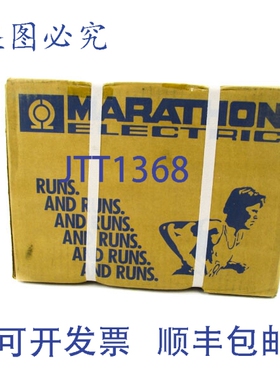 盗图必究
MARATHON
ELECTRIC
JTT1368
RUNS.
AND RUNS.
AND RUNS.
AND RUNS.
AND RUNS.
AND RUNS.
可开发票 顺丰包邮